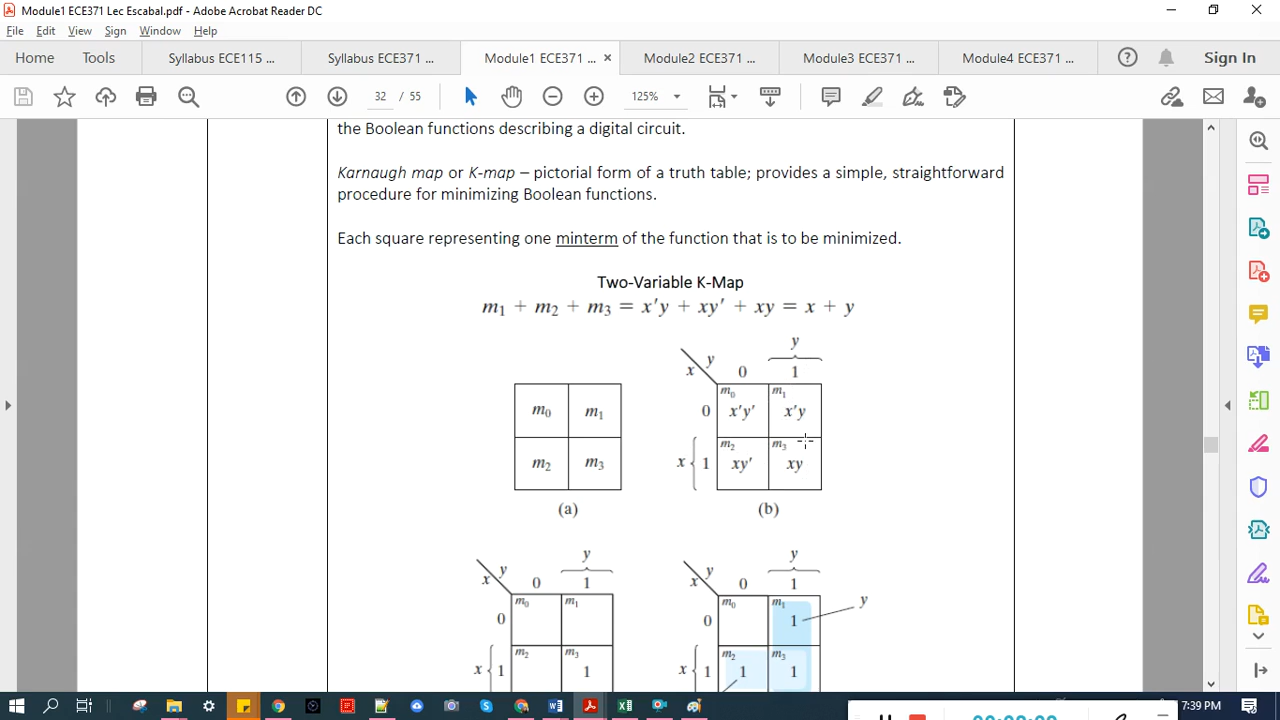 Module1 ECE371 Lec Escabal.pdf - Adobe Acrobat Reader DC
File Edit View Sign Window Help
Home Tools Syllabus ECE115 ... Syllabus ECE371 ... Module1 ECE371 ... × Module2 ECE371 ... Module3 ECE371 ... Module4 ECE371 ... Sign In
32 / 55 125%
the Boolean functions describing a digital circuit.
Karnaugh map or K-map – pictorial form of a truth table; provides a simple, straightforward
procedure for minimizing Boolean functions.
Each square representing one minterm of the function that is to be minimized.
Two-Variable K-Map
m₁ + m₂ + m₃ = x′y + xy′ + xy = x + y
m₀ m₁
m₂ m₃
(a)
y
x y 0 1
0 m₀ x′y′ m₁ x′y
x { 1 m₂ xy′ m₃ xy
(b)
y
x y 0 1
0 m₀ m₁
x { 1 m₂ m₃ 1
y
x y 0 1
0 m₀ m₁ 1 y
x { 1 m₂ 1 m₃ 1
7:39 PM